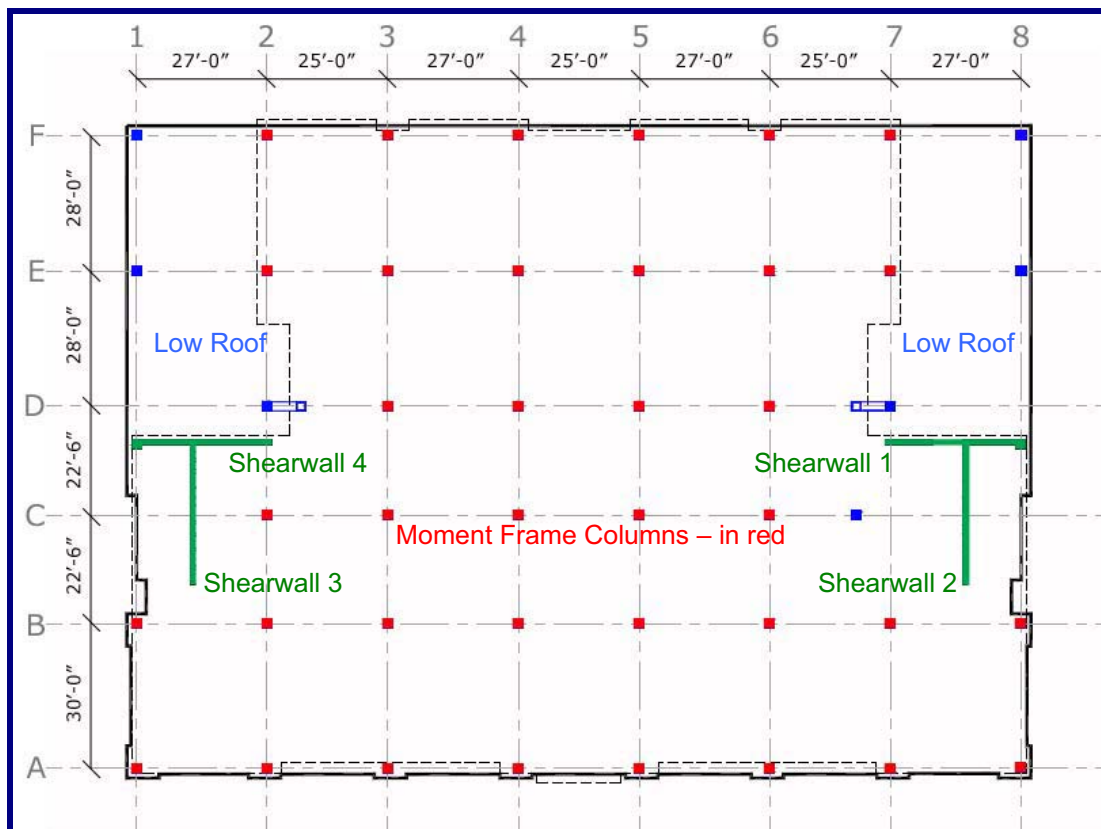 1 2 3 4 5 6 7 8
27'-0" 25'-0" 27'-0" 25'-0" 27'-0" 25'-0" 27'-0"
F
28'-0"
E
28'-0"
Low Roof Low Roof
D
22'-6"
Shearwall 4 Shearwall 1
C
Moment Frame Columns – in red
22'-6"
Shearwall 3 Shearwall 2
B
30'-0"
A